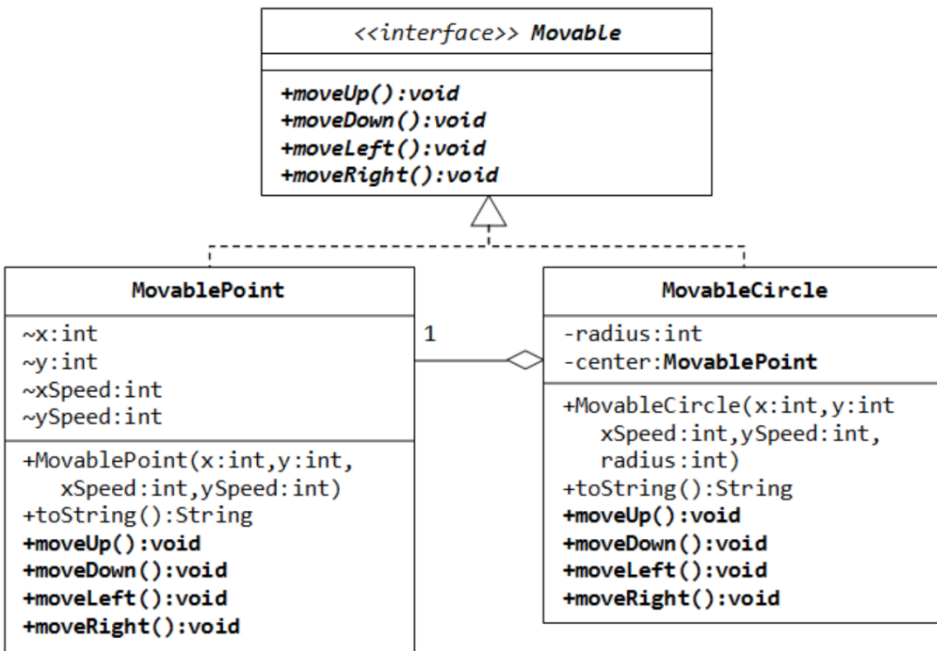 <<interface>> Movable
+moveUp():void
+moveDown():void
+moveLeft():void
+moveRight():void
MovablePoint
~x:int
~y:int
~xSpeed:int
~ySpeed:int
+MovablePoint(x:int,y:int,
xSpeed:int,ySpeed:int)
+toString():String
+moveUp():void
+moveDown():void
+moveLeft():void
+moveRight():void
1
MovableCircle
-radius:int
-center:MovablePoint
+MovableCircle(x:int,y:int
xSpeed:int,ySpeed:int,
radius:int)
+toString():String
+moveUp():void
+moveDown():void
+moveLeft():void
+moveRight():void